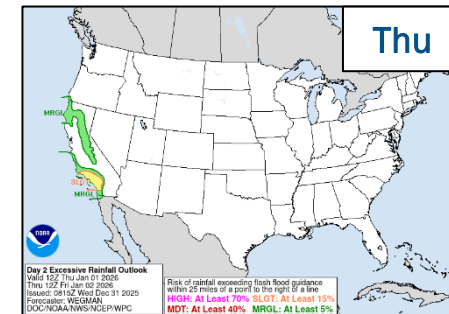 Thu
MRGL
SLGT
MRGL
NOAA
Day 2 Excessive Rainfall Outlook
Valid 12Z Thu Jan 01 2026
Thru 12Z Fri Jan 02 2026
Issued: 0815Z Wed Dec 31 2025
Forecaster: WEGMAN
DOC/NOAA/NWS/NCEP/WPC
Risk of rainfall exceeding flash flood guidance
within 25 miles of a point to the right of a line
HIGH: At Least 70% SLGT: At Least 15%
MDT: At Least 40% MRGL: At Least 5%